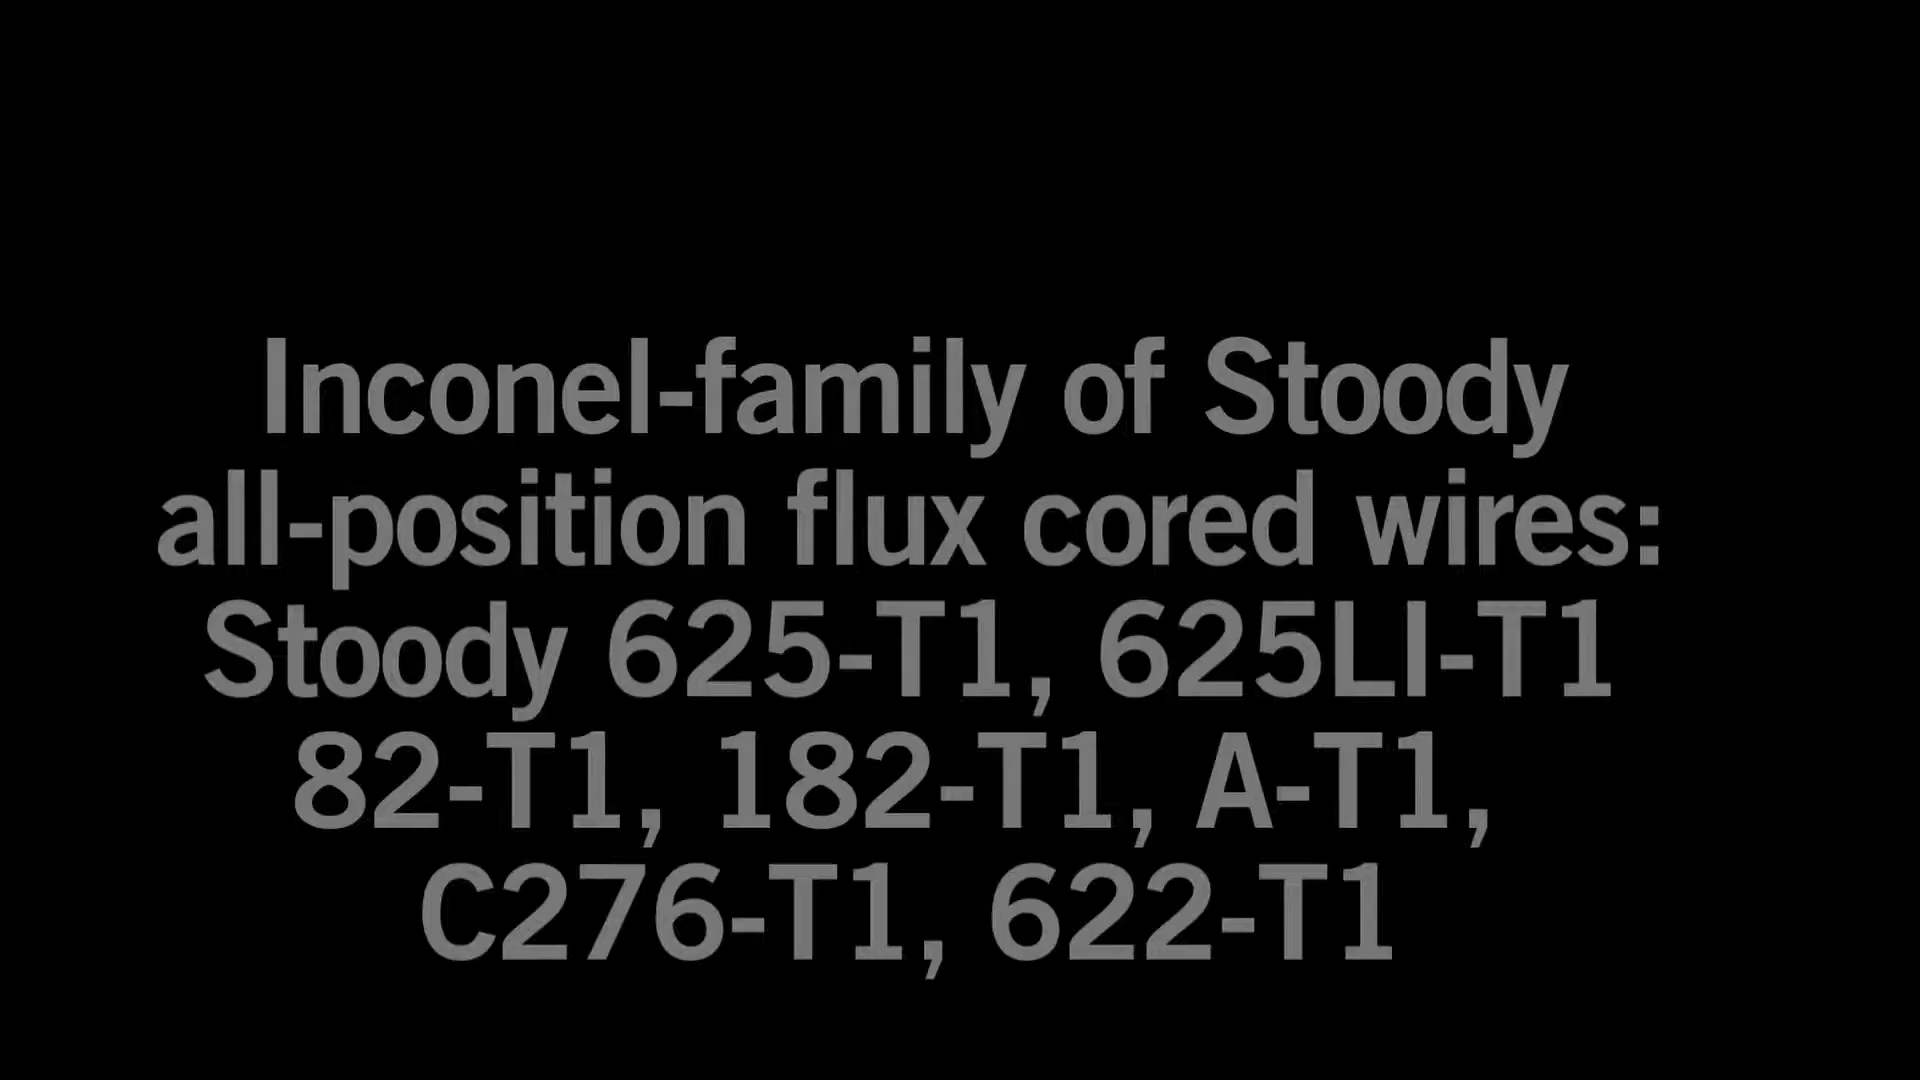 Inconel-family of Stoody
all-position flux cored wires:
Stoody 625-T1, 625LI-T1
82-T1, 182-T1, A-T1,
C276-T1, 622-T1